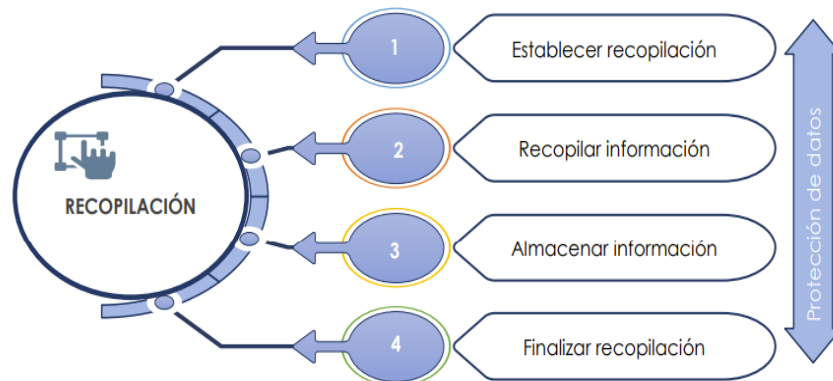 RECOPILACIÓN
1
Establecer recopilación
2
Recopilar información
3
Almacenar información
4
Finalizar recopilación
Protección de datos